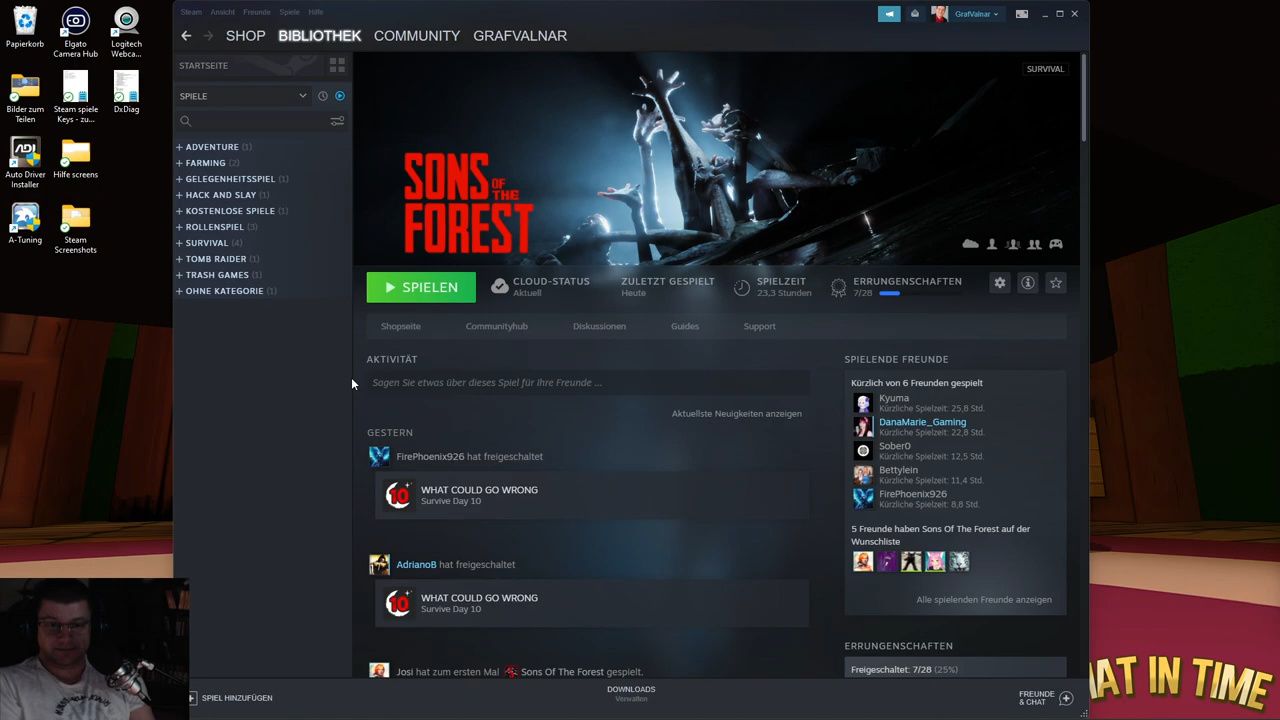 Steam Ansicht Freunde Spiele Hilfe
GrafValnar
SHOP BIBLIOTHEK COMMUNITY GRAFVALNAR
Papierkorb
Elgato Camera Hub
Logitech Webca...
Bilder zum Teilen
Steam spiele Keys - zu...
DxDiag
Auto Driver Installer
Hilfe screens
A-Tuning
Steam Screenshots
STARTSEITE
SPIELE
ADVENTURE (1)
FARMING (2)
GELEGENHEITSSPIEL (1)
HACK AND SLAY (1)
KOSTENLOSE SPIELE (1)
ROLLENSPIEL (3)
SURVIVAL (4)
TOMB RAIDER (1)
TRASH GAMES (1)
OHNE KATEGORIE (1)
SURVIVAL
SONS
OF THE
FOREST
SPIELEN
CLOUD-STATUS
Aktuell
ZULETZT GESPIELT
Heute
SPIELZEIT
23,3 Stunden
ERRUNGENSCHAFTEN
7/28
Shopseite Communityhub Diskussionen Guides Support
AKTIVITÄT
Sagen Sie etwas über dieses Spiel für Ihre Freunde ...
Aktuellste Neuigkeiten anzeigen
GESTERN
FirePhoenix926 hat freigeschaltet
10
WHAT COULD GO WRONG
Survive Day 10
AdrianoB hat freigeschaltet
10
WHAT COULD GO WRONG
Survive Day 10
Josi hat zum ersten Mal Sons Of The Forest gespielt.
SPIELENDE FREUNDE
Kürzlich von 6 Freunden gespielt
Kyuma
Kürzliche Spielzeit: 25,8 Std.
DanaMarie_Gaming
Kürzliche Spielzeit: 22,8 Std.
Sober0
Kürzliche Spielzeit: 12,5 Std.
Bettylein
Kürzliche Spielzeit: 11,4 Std.
FirePhoenix926
Kürzliche Spielzeit: 8,8 Std.
5 Freunde haben Sons Of The Forest auf der
Wunschliste
Alle spielenden Freunde anzeigen
ERRUNGENSCHAFTEN
Freigeschaltet: 7/28 (25%)
SPIEL HINZUFÜGEN
DOWNLOADS
Verwalten
FREUNDE
& CHAT
HAT IN TIME